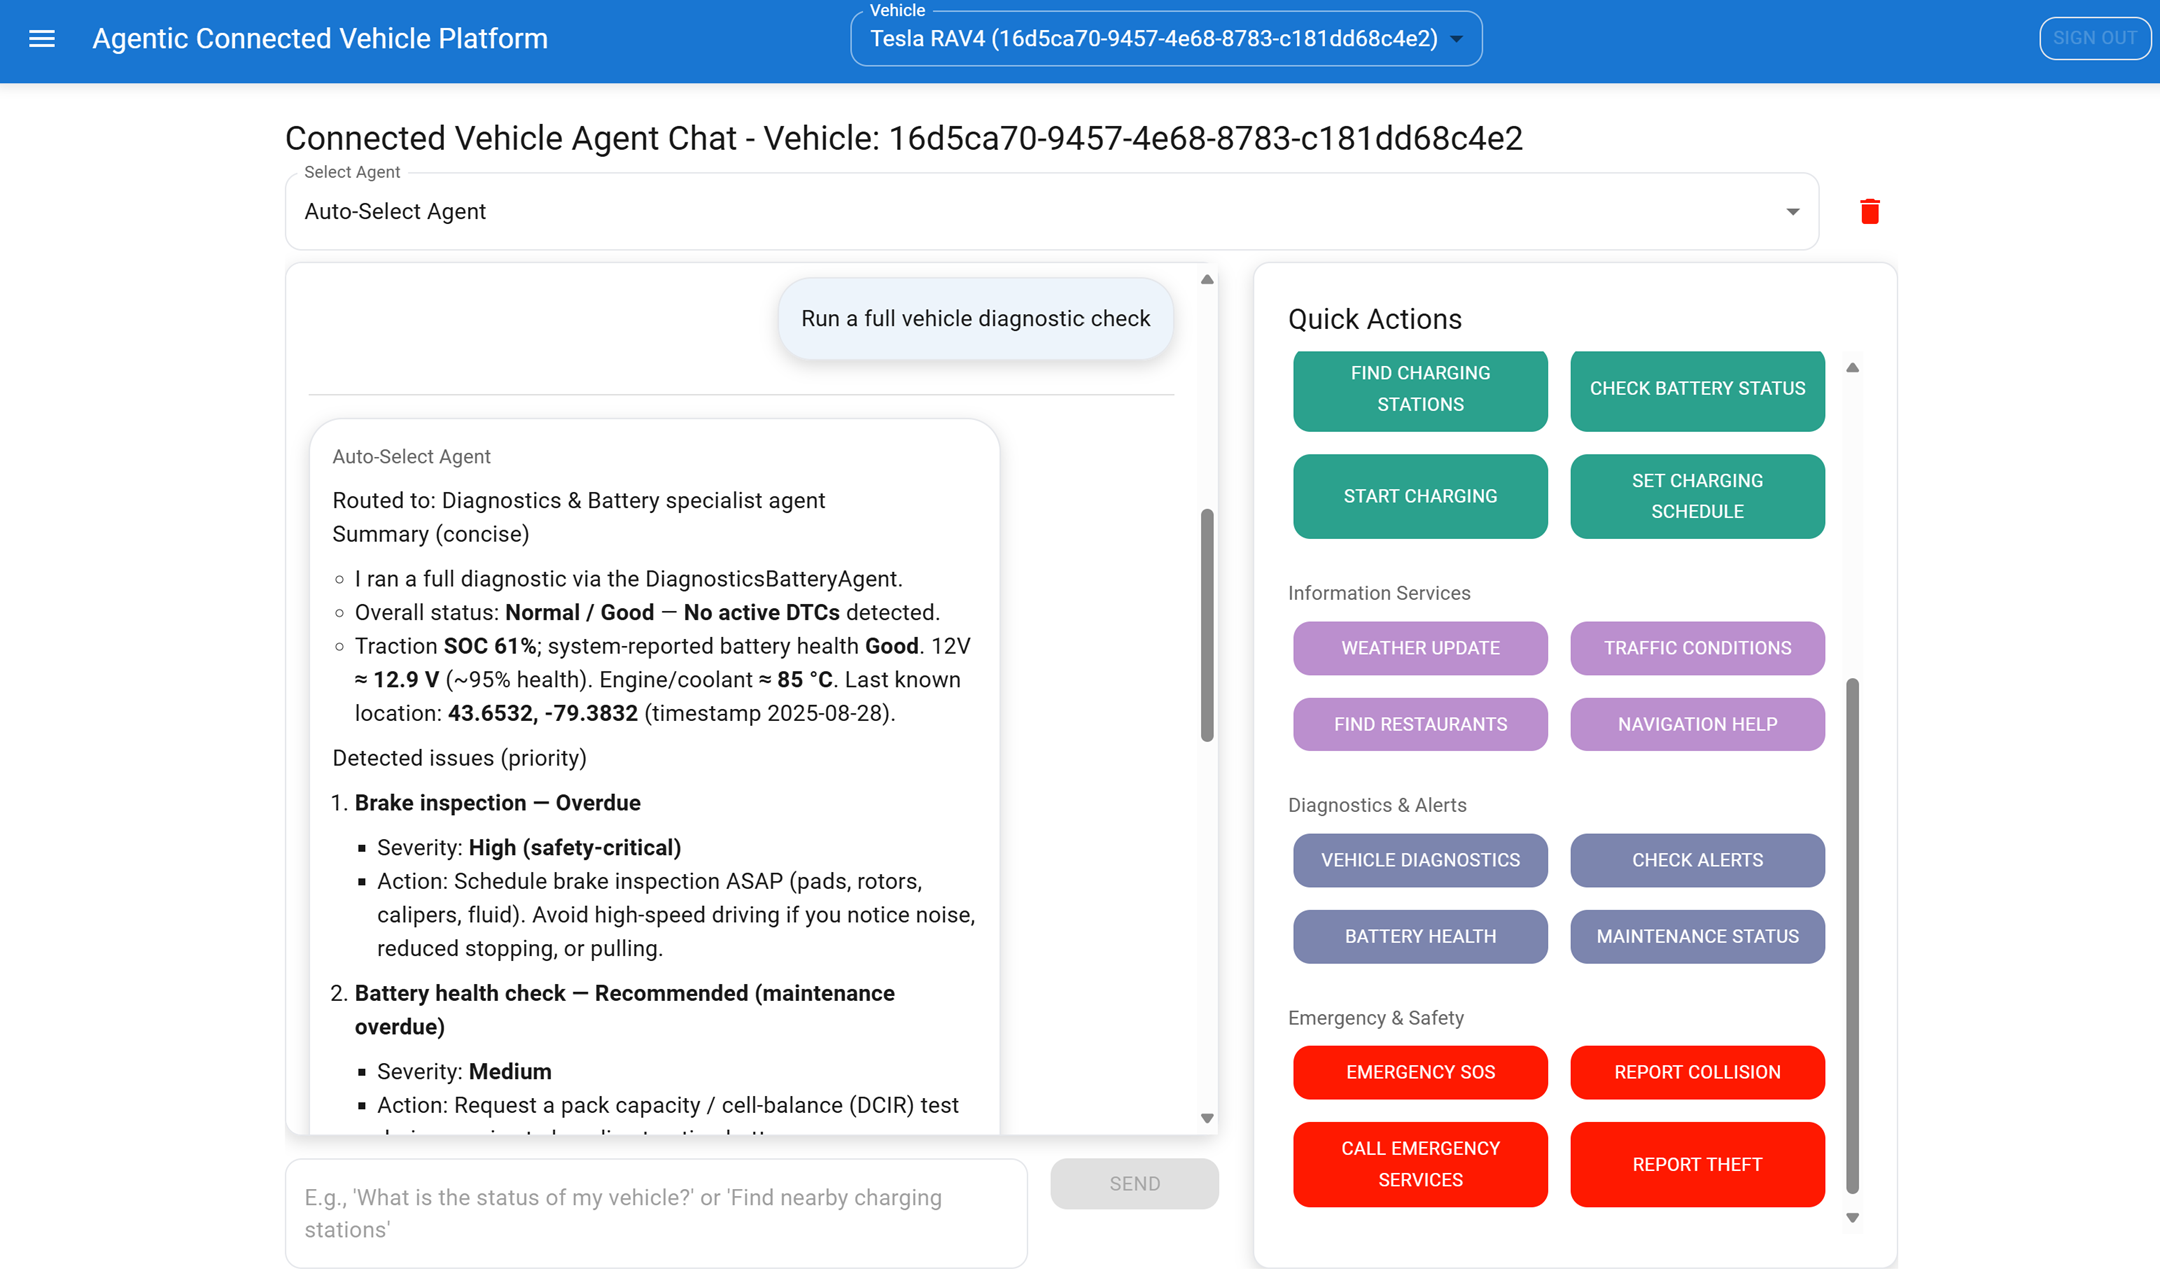 Agentic Connected Vehicle Platform
Vehicle
Tesla RAV4 (16d5ca70-9457-4e68-8783-c181dd68c4e2)
SIGN OUT
Connected Vehicle Agent Chat - Vehicle: 16d5ca70-9457-4e68-8783-c181dd68c4e2
Select Agent
Auto-Select Agent
Run a full vehicle diagnostic check
Auto-Select Agent
Routed to: Diagnostics & Battery specialist agent
Summary (concise)
I ran a full diagnostic via the DiagnosticsBatteryAgent.
Overall status: Normal / Good — No active DTCs detected.
Traction SOC 61%; system-reported battery health Good. 12V
≈ 12.9 V (~95% health). Engine/coolant ≈ 85 °C. Last known
location: 43.6532, -79.3832 (timestamp 2025-08-28).
Detected issues (priority)
1. Brake inspection — Overdue
Severity: High (safety-critical)
Action: Schedule brake inspection ASAP (pads, rotors,
calipers, fluid). Avoid high-speed driving if you notice noise,
reduced stopping, or pulling.
2. Battery health check — Recommended (maintenance
overdue)
Severity: Medium
Action: Request a pack capacity / cell-balance (DCIR) test
E.g., 'What is the status of my vehicle?' or 'Find nearby charging
stations'
SEND
Quick Actions
FIND CHARGING
STATIONS
CHECK BATTERY STATUS
START CHARGING
SET CHARGING
SCHEDULE
Information Services
WEATHER UPDATE
TRAFFIC CONDITIONS
FIND RESTAURANTS
NAVIGATION HELP
Diagnostics & Alerts
VEHICLE DIAGNOSTICS
CHECK ALERTS
BATTERY HEALTH
MAINTENANCE STATUS
Emergency & Safety
EMERGENCY SOS
REPORT COLLISION
CALL EMERGENCY
SERVICES
REPORT THEFT